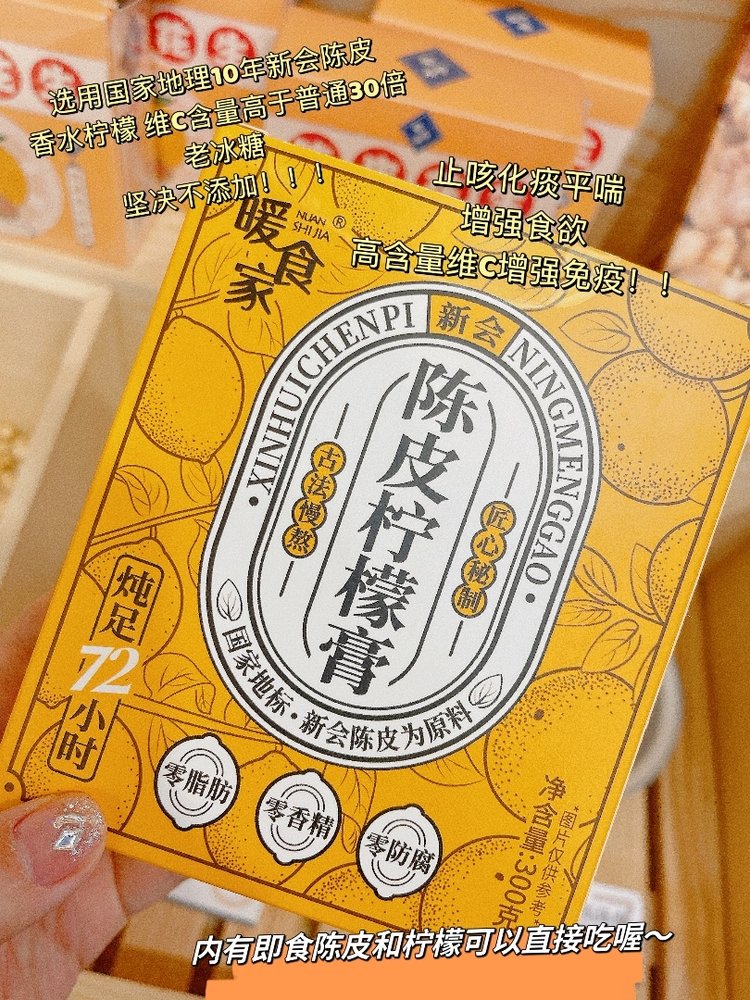 选用国家地理10年新会陈皮
香水柠檬 维C含量高于普通30倍
老冰糖
坚决不添加！！！
止咳化痰平喘
增强食欲
高含量维C增强免疫！！
暖食家
NUAN
SHIJIA
®
XINHUICHENPI
新会
NINGMENGGAO
陈皮柠檬膏
古法慢熬
匠心秘制
国家地标·新会陈皮为原料
炖足
72
小时
零脂肪
零香精
零防腐
净含量:300克
*图片仅供参考*
内有即食陈皮和柠檬可以直接吃喔～
花生